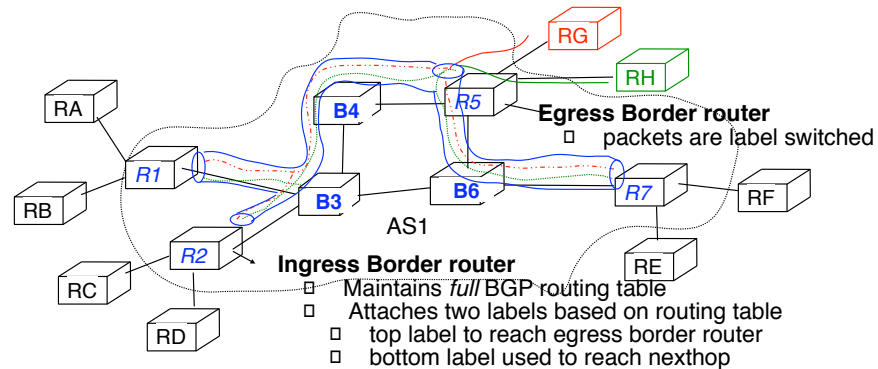 RG
RH
RA
B4
R5
Egress Border router
packets are label switched
R1
RB
B3
B6
R7
RF
AS1
R2
RC
RD
RE
Ingress Border router
Maintains full BGP routing table
Attaches two labels based on routing table
top label to reach egress border router
bottom label used to reach nexthop